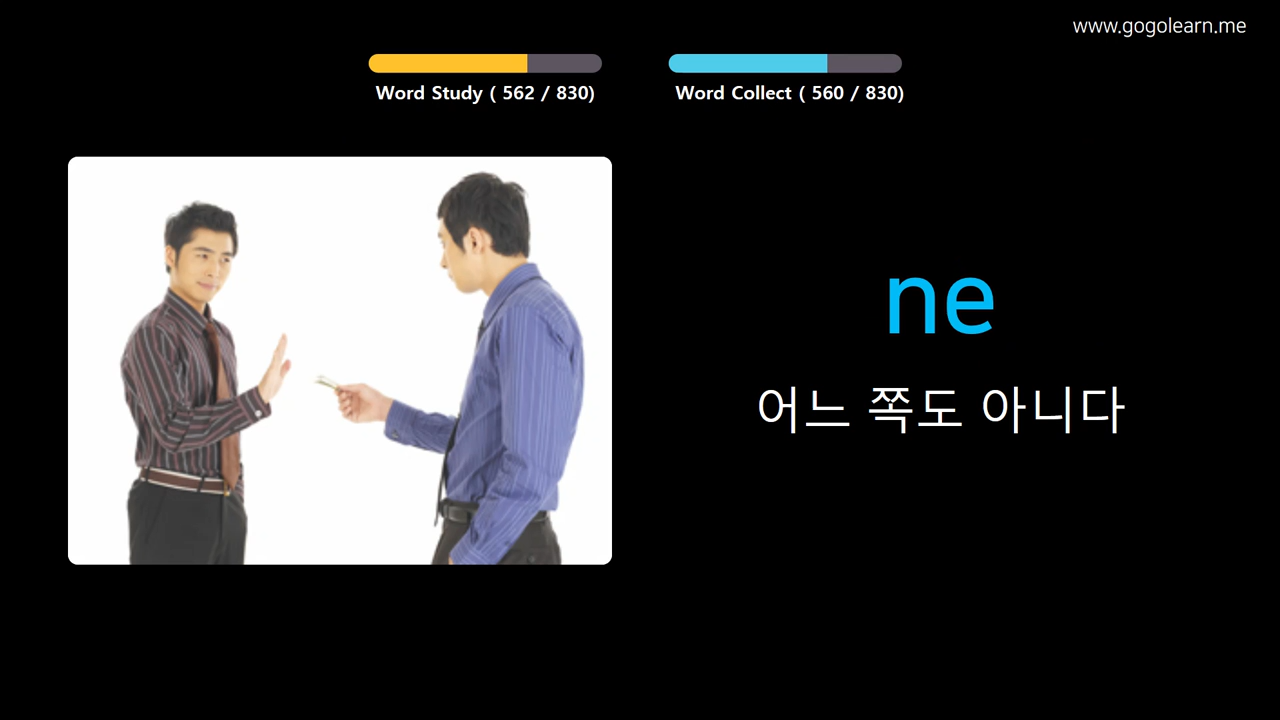 www.gogolearn.me
Word Study ( 562 / 830)
Word Collect ( 560 / 830)
ne
어느 쪽도 아니다